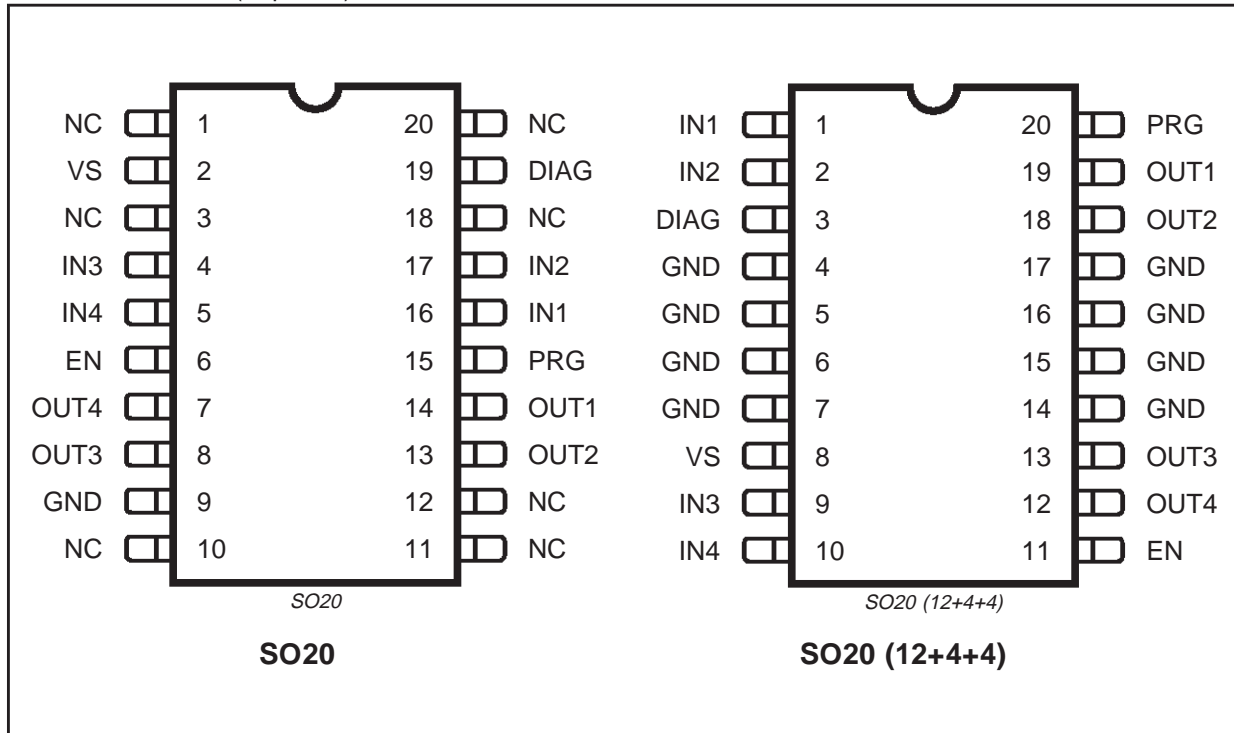 NC 1 20 NC
VS 2 19 DIAG
NC 3 18 NC
IN3 4 17 IN2
IN4 5 16 IN1
EN 6 15 PRG
OUT4 7 14 OUT1
OUT3 8 13 OUT2
GND 9 12 NC
NC 10 11 NC
SO20
SO20
IN1 1 20 PRG
IN2 2 19 OUT1
DIAG 3 18 OUT2
GND 4 17 GND
GND 5 16 GND
GND 6 15 GND
GND 7 14 GND
VS 8 13 OUT3
IN3 9 12 OUT4
IN4 10 11 EN
SO20 (12+4+4)
SO20 (12+4+4)